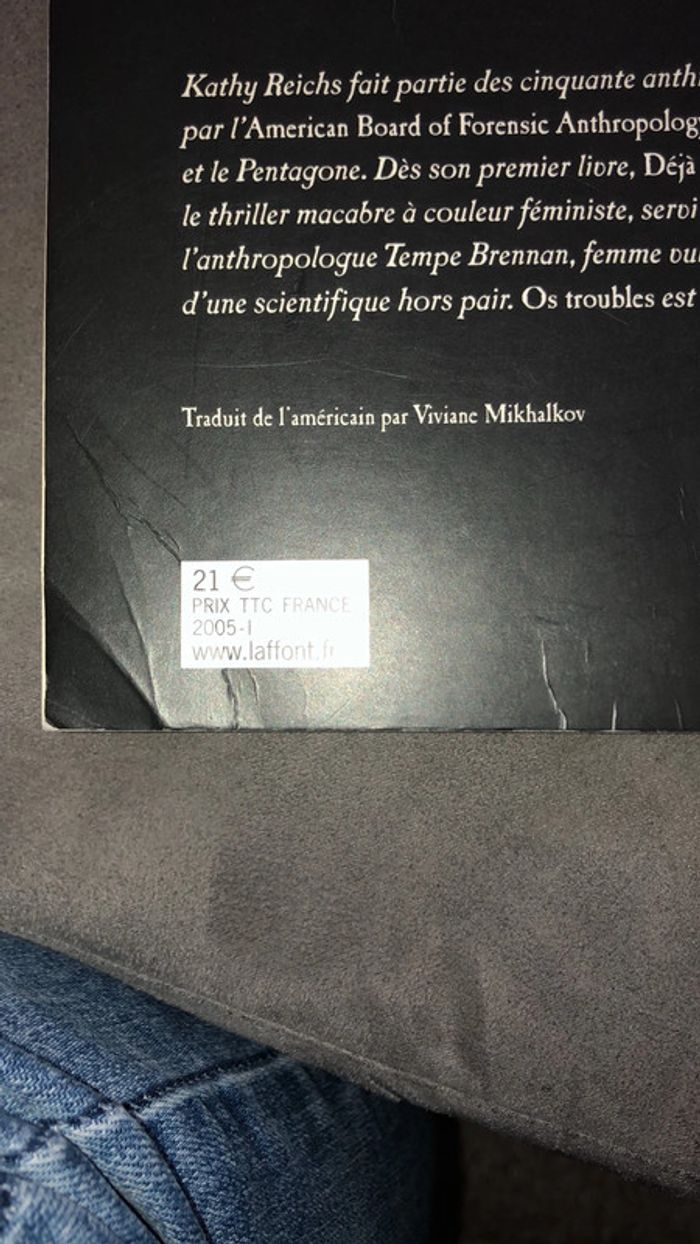 Kathy Reichs fait partie des cinquante anth
par l'American Board of Forensic Anthropology
et le Pentagone. Dès son premier livre, Déjà
le thriller macabre à couleur féministe, servi
l'anthropologue Tempe Brennan, femme vu
d'une scientifique hors pair. Os troubles est
Traduit de l'américain par Viviane Mikhalkov
21 €
PRIX TTC FRANCE
2005-I
www.laffont.fr